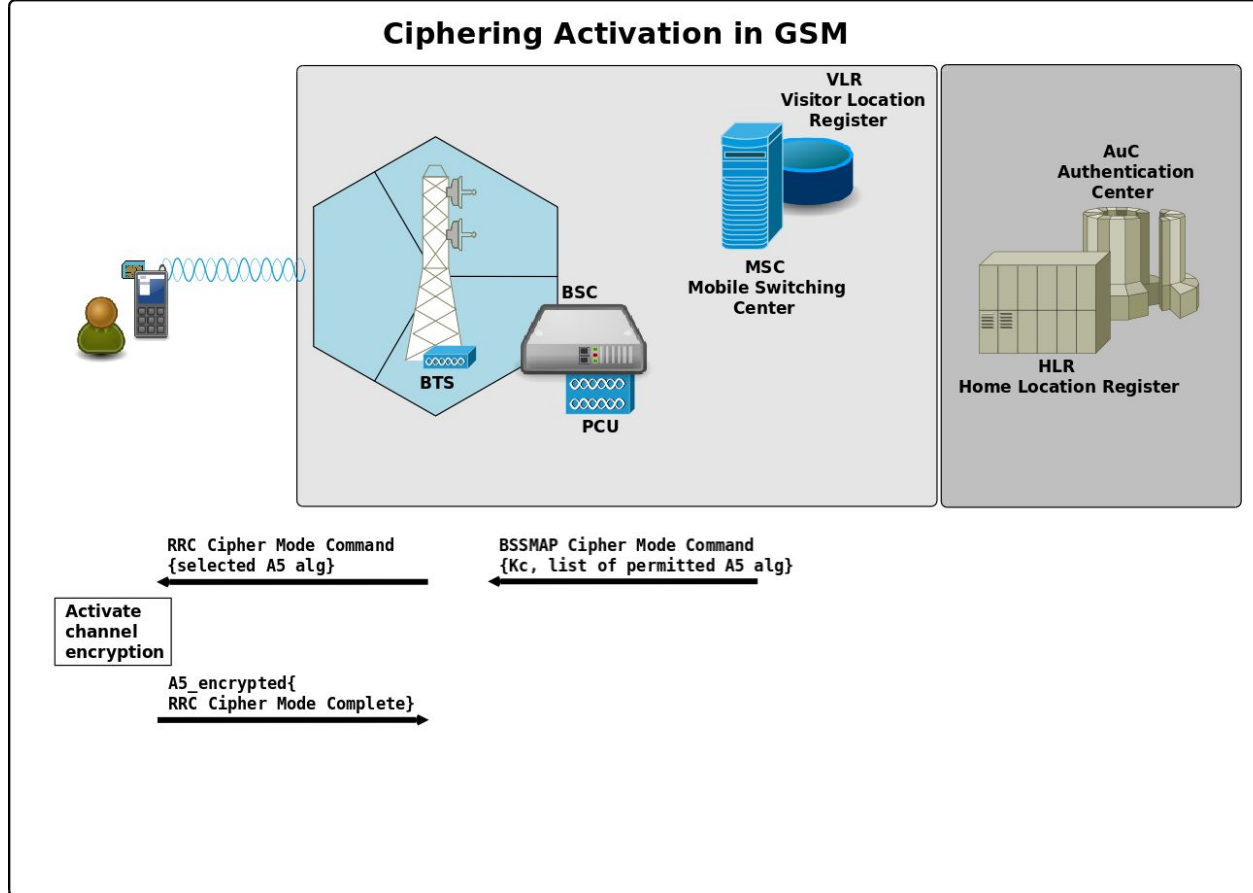 Ciphering Activation in GSM
VLR
Visitor Location
Register
AuC
Authentication
Center
MSC
Mobile Switching
Center
BSC
BTS
PCU
HLR
Home Location Register
RRC Cipher Mode Command
{selected A5 alg}
BSSMAP Cipher Mode Command
{Kc, list of permitted A5 alg}
Activate
channel
encryption
A5_encrypted{
RRC Cipher Mode Complete}